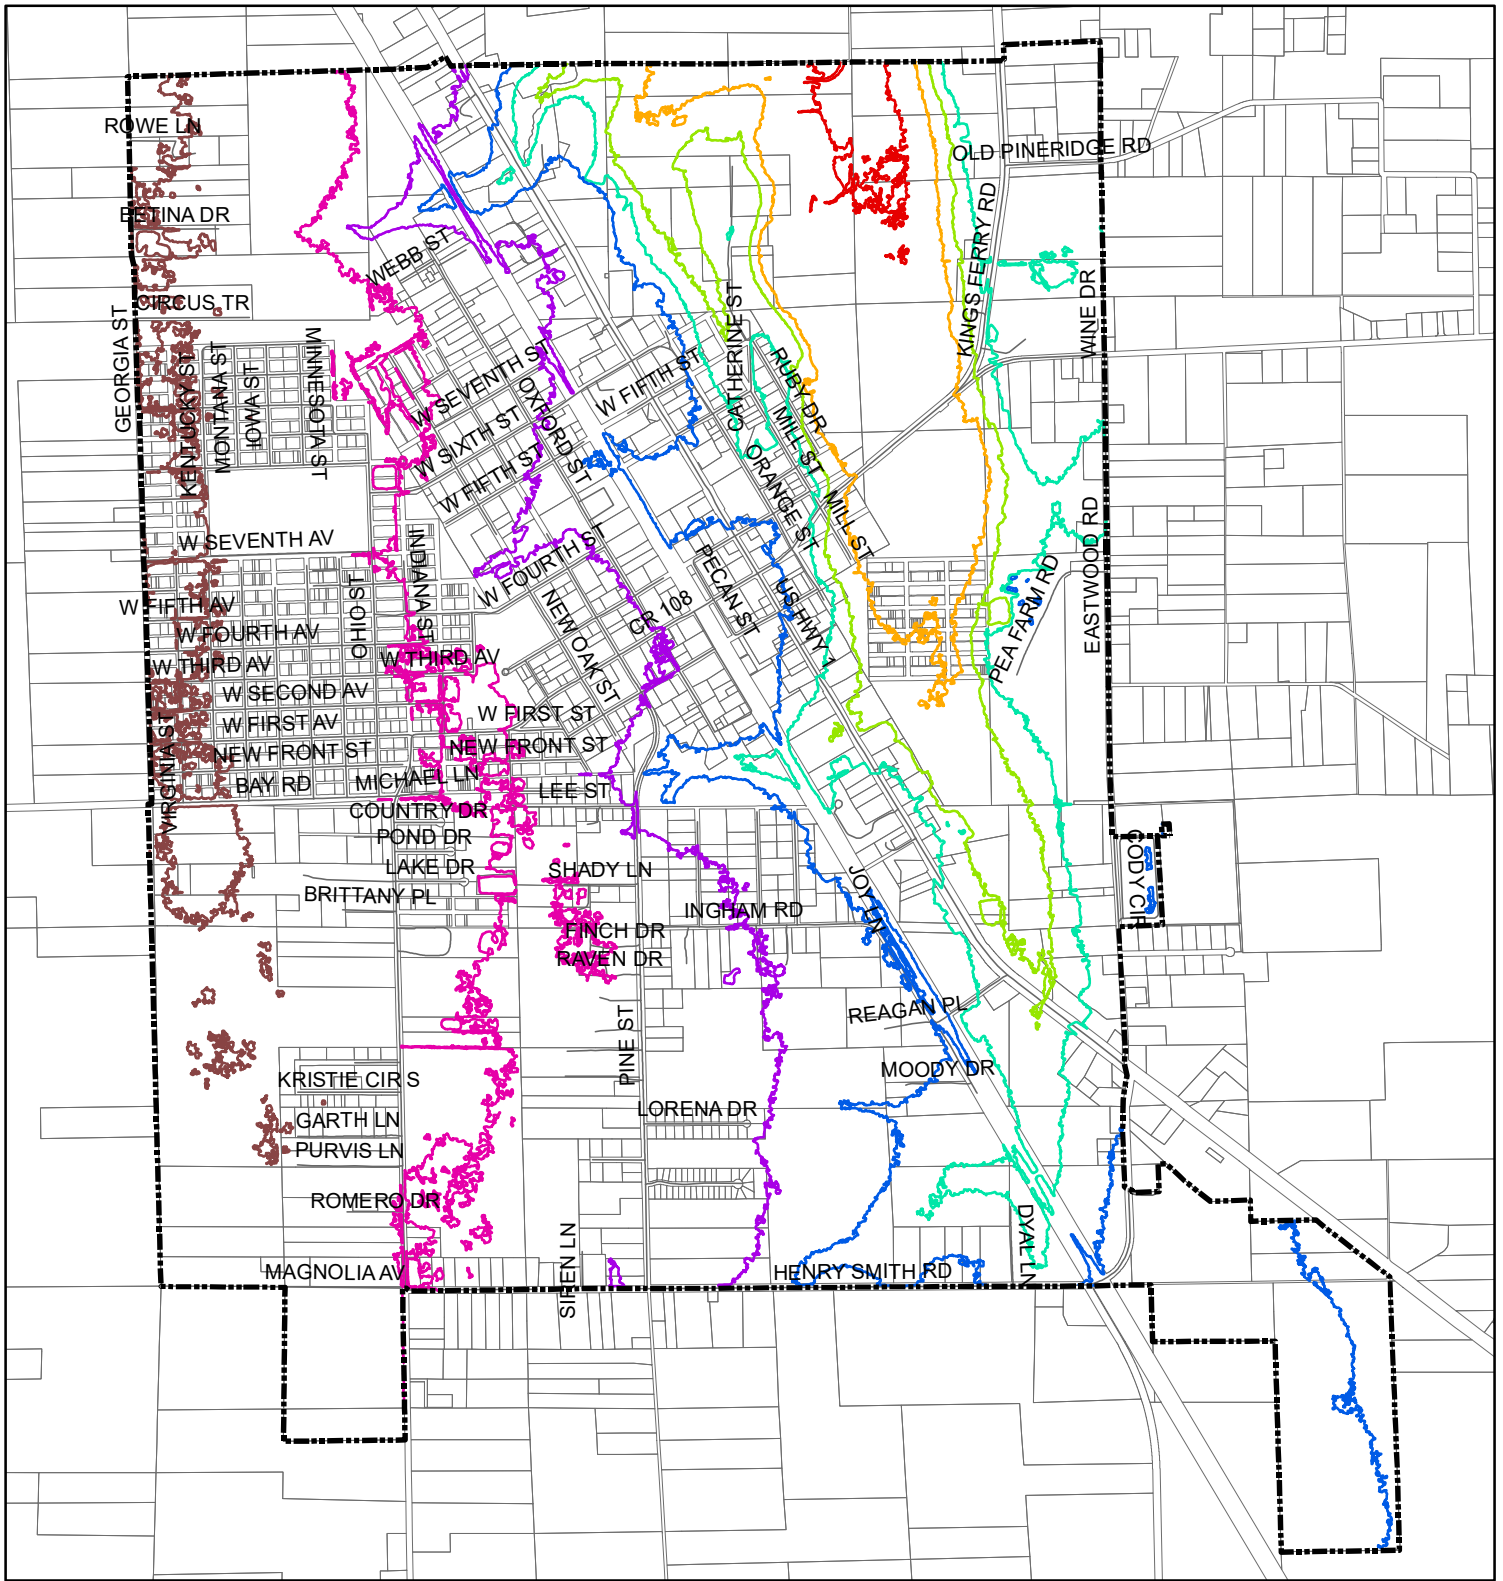 ROWE LN
OLD PINERIDGE RD
BETINA DR
WEBB ST
KINGS FERRY RD
CIRCUS TR
GEORGIA ST
WINE DR
CATHERINE ST
KENTUCKY ST
MONTANA ST
IOWA ST
MINNESOTA ST
W SEVENTH ST
OXFORD ST
W FIFTH ST
RUBY DR
MILL ST
W SIXTH ST
W FIFTH ST
ORANGE ST
MILL ST
W SEVENTH AV
INDIANA ST
W FOURTH ST
PECAN ST
EASTWOOD RD
PEA FARM RD
W FIFTH AV
OHIO ST
NEW OAK ST
CR 108
US HWY 1
W FOURTH AV
W THIRD AV
W THIRD AV
W SECOND AV
W FIRST AV
W FIRST ST
VIRGINIA ST
NEW FRONT ST
NEW FRONT ST
BAY RD
MICHAEL LN
LEE ST
COUNTRY DR
POND DR
LAKE DR
SHADY LN
CODY CIR
BRITTANY PL
JOY LN
INGHAM RD
FINCH DR
RAVEN DR
REAGAN PL
PINE ST
MOODY DR
KRISTIE CIR S
GARTH LN
LORENA DR
PURVIS LN
ROMERO DR
DYAL LN
SIREN LN
MAGNOLIA AV
HENRY SMITH RD